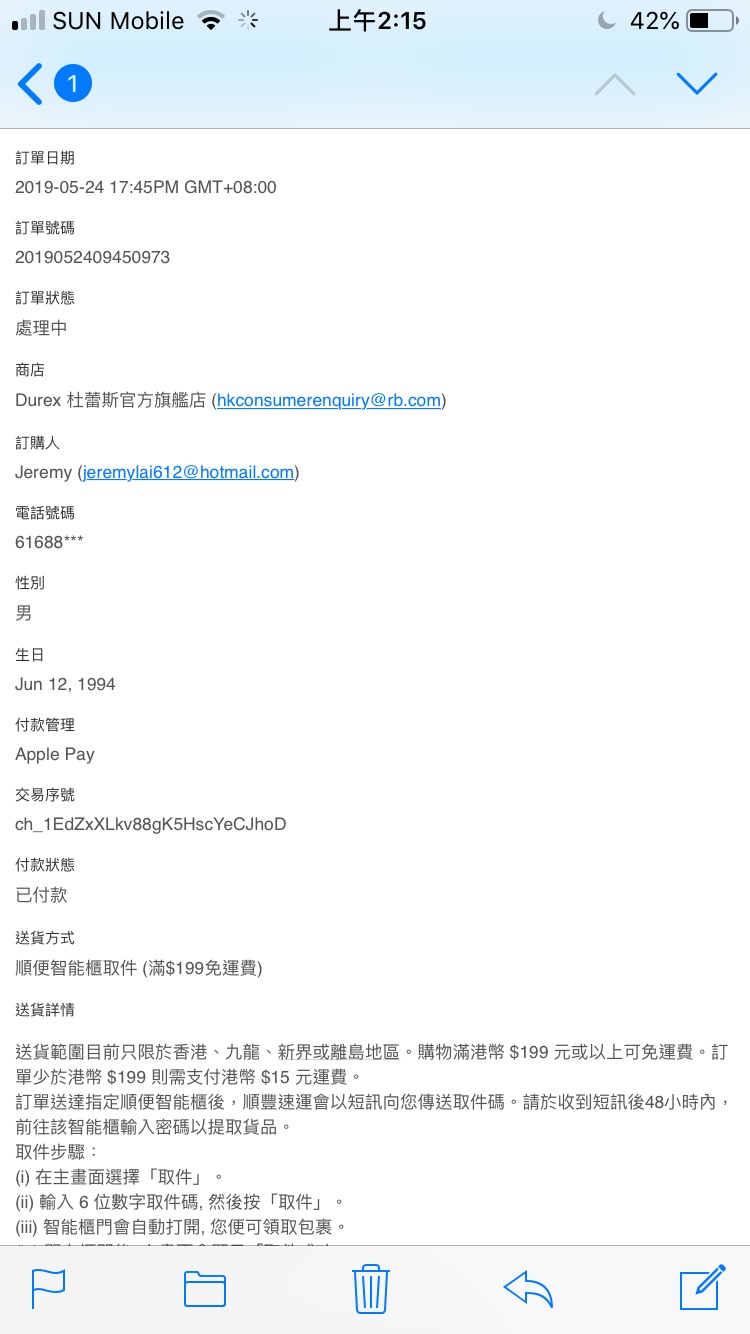 SUN Mobile 上午2:15 42%
1
訂單日期
2019-05-24 17:45PM GMT+08:00
訂單號碼
2019052409450973
訂單狀態
處理中
商店
Durex 杜蕾斯官方旗艦店 (hkconsumerenquiry@rb.com)
訂購人
Jeremy (jeremylai612@hotmail.com)
電話號碼
61688***
性別
男
生日
Jun 12, 1994
付款管理
Apple Pay
交易序號
ch_1EdZxXLkv88gK5HscYeCJhoD
付款狀態
已付款
送貨方式
順便智能櫃取件 (滿$199免運費)
送貨詳情
送貨範圍目前只限於香港、九龍、新界或離島地區。購物滿港幣 $199 元或以上可免運費。訂
單少於港幣 $199 則需支付港幣 $15 元運費。
訂單送達指定順便智能櫃後，順豐速運會以短訊向您傳送取件碼。請於收到短訊後48小時內，
前往該智能櫃輸入密碼以提取貨品。
取件步驟：
(i) 在主畫面選擇「取件」。
(ii) 輸入 6 位數字取件碼, 然後按「取件」。
(iii) 智能櫃門會自動打開, 您便可領取包裹。